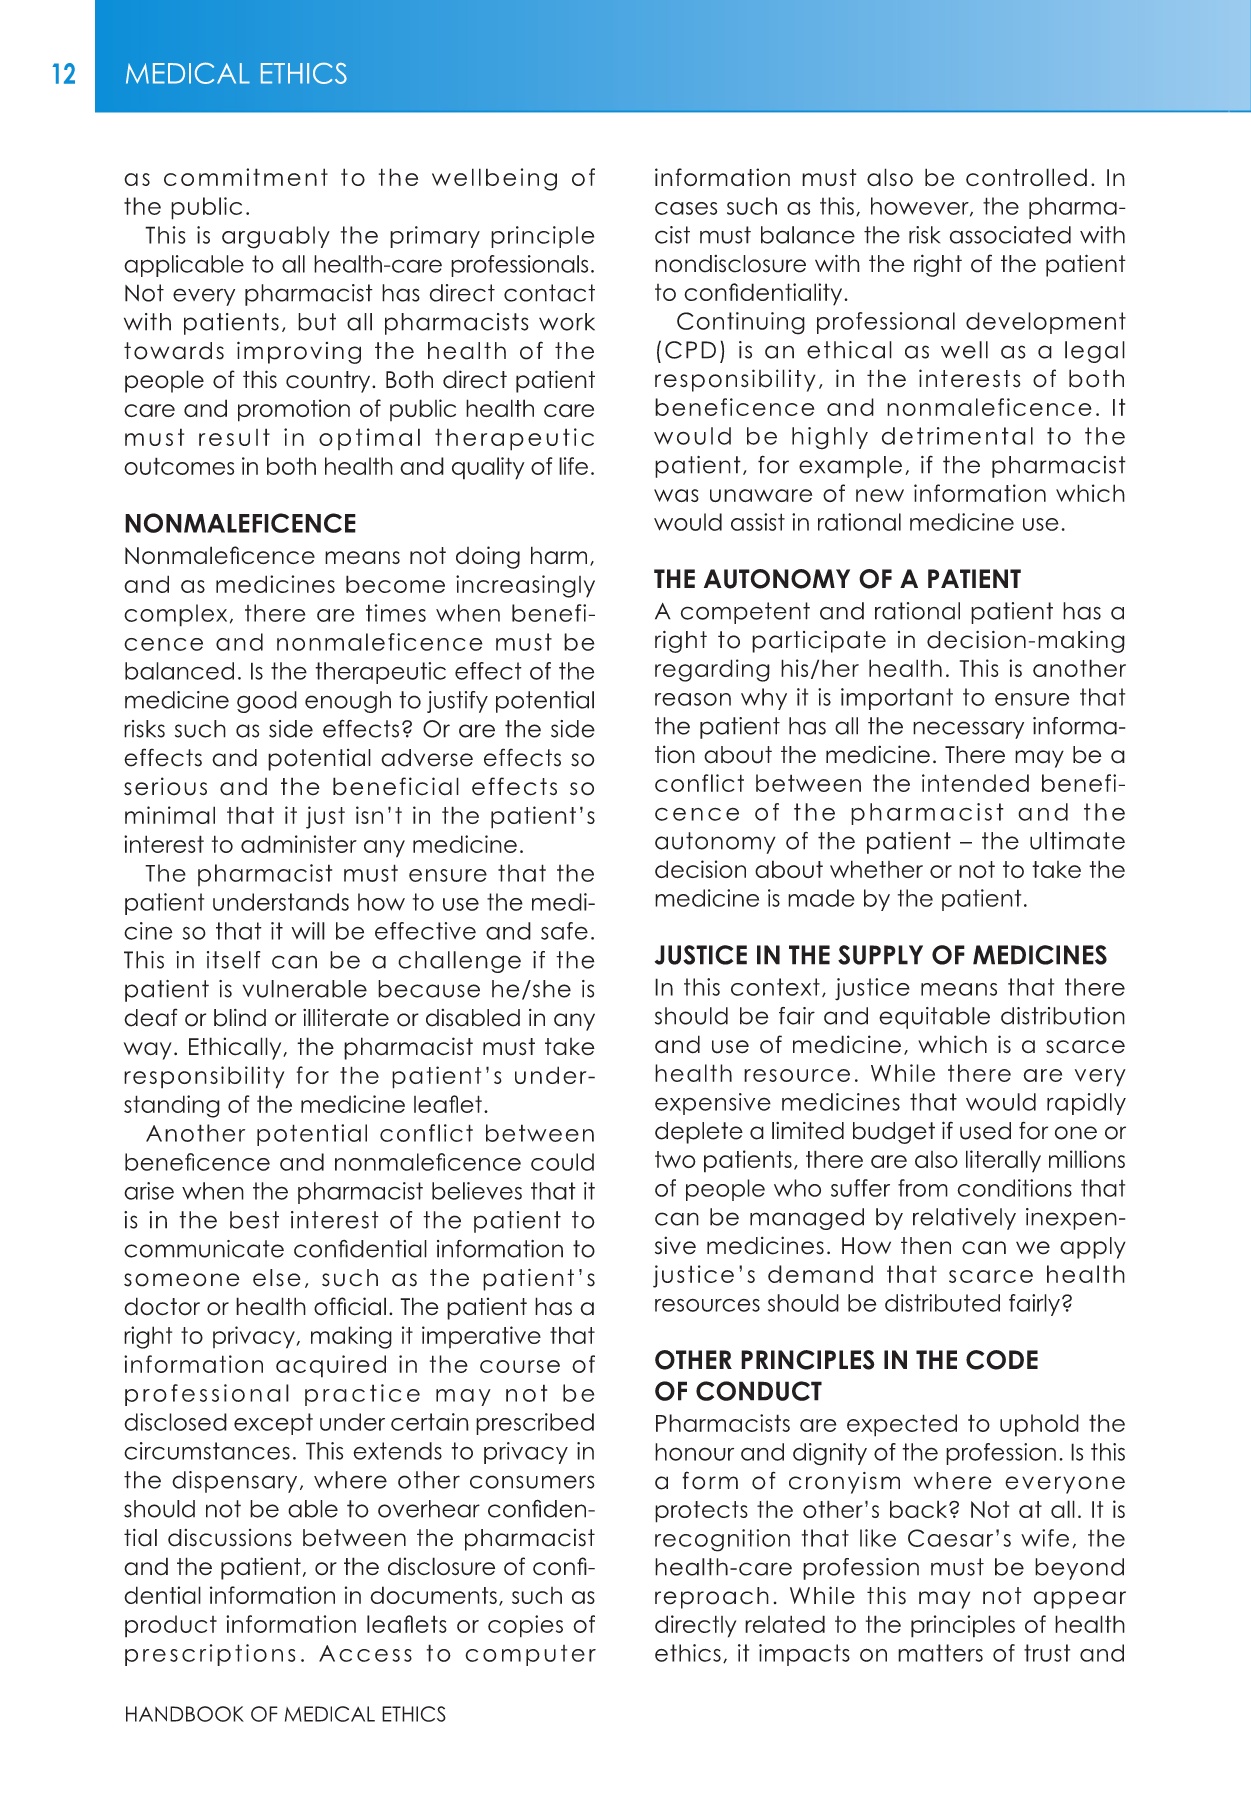 12
MEDICAL ETHICS
as commitment to the wellbeing of
the public.
This is arguably the primary principle
applicable to all health-care professionals.
Not every pharmacist has direct contact
with patients, but all pharmacists work
towards improving the health of the
people of this country. Both direct patient
care and promotion of public health care
must result in optimal therapeutic
outcomes in both health and quality of life.
NONMALEFICENCE
Nonmaleficence means not doing harm,
and as medicines become increasingly
complex, there are times when benefi-
cence and nonmaleficence must be
balanced. Is the therapeutic effect of the
medicine good enough to justify potential
risks such as side effects? Or are the side
effects and potential adverse effects so
serious and the beneficial effects so
minimal that it just isn't in the patient's
interest to administer any medicine.
The pharmacist must ensure that the
patient understands how to use the medi-
cine so that it will be effective and safe.
This in itself can be a challenge if the
patient is vulnerable because he/she is
deaf or blind or illiterate or disabled in any
way. Ethically, the pharmacist must take
responsibility for the patient's under-
standing of the medicine leaflet.
Another potential conflict between
beneficence and nonmaleficence could
arise when the pharmacist believes that it
is in the best interest of the patient to
communicate confidential information to
someone else, such as the patient's
doctor or health official. The patient has a
right to privacy, making it imperative that
information acquired in the course of
professional practice may not be
disclosed except under certain prescribed
circumstances. This extends to privacy in
the dispensary, where other consumers
should not be able to overhear confiden-
tial discussions between the pharmacist
and the patient, or the disclosure of confi-
dential information in documents, such as
product information leaflets or copies of
prescriptions. Access to computer
information must also be controlled. In
cases such as this, however, the pharma-
cist must balance the risk associated with
nondisclosure with the right of the patient
to confidentiality.
Continuing professional development
(CPD) is an ethical as well as a legal
responsibility, in the interests of both
beneficence and nonmaleficence. It
would be highly detrimental to the
patient, for example, if the pharmacist
was unaware of new information which
would assist in rational medicine use.
THE AUTONOMY OF A PATIENT
A competent and rational patient has a
right to participate in decision-making
regarding his/her health. This is another
reason why it is important to ensure that
the patient has all the necessary informa-
tion about the medicine. There may be a
conflict between the intended benefi-
cence of the pharmacist and the
autonomy of the patient – the ultimate
decision about whether or not to take the
medicine is made by the patient.
JUSTICE IN THE SUPPLY OF MEDICINES
In this context, justice means that there
should be fair and equitable distribution
and use of medicine, which is a scarce
health resource. While there are very
expensive medicines that would rapidly
deplete a limited budget if used for one or
two patients, there are also literally millions
of people who suffer from conditions that
can be managed by relatively inexpen-
sive medicines. How then can we apply
justice's demand that scarce health
resources should be distributed fairly?
OTHER PRINCIPLES IN THE CODE
OF CONDUCT
Pharmacists are expected to uphold the
honour and dignity of the profession. Is this
a form of cronyism where everyone
protects the other's back? Not at all. It is
recognition that like Caesar's wife, the
health-care profession must be beyond
reproach. While this may not appear
directly related to the principles of health
ethics, it impacts on matters of trust and
HANDBOOK OF MEDICAL ETHICS